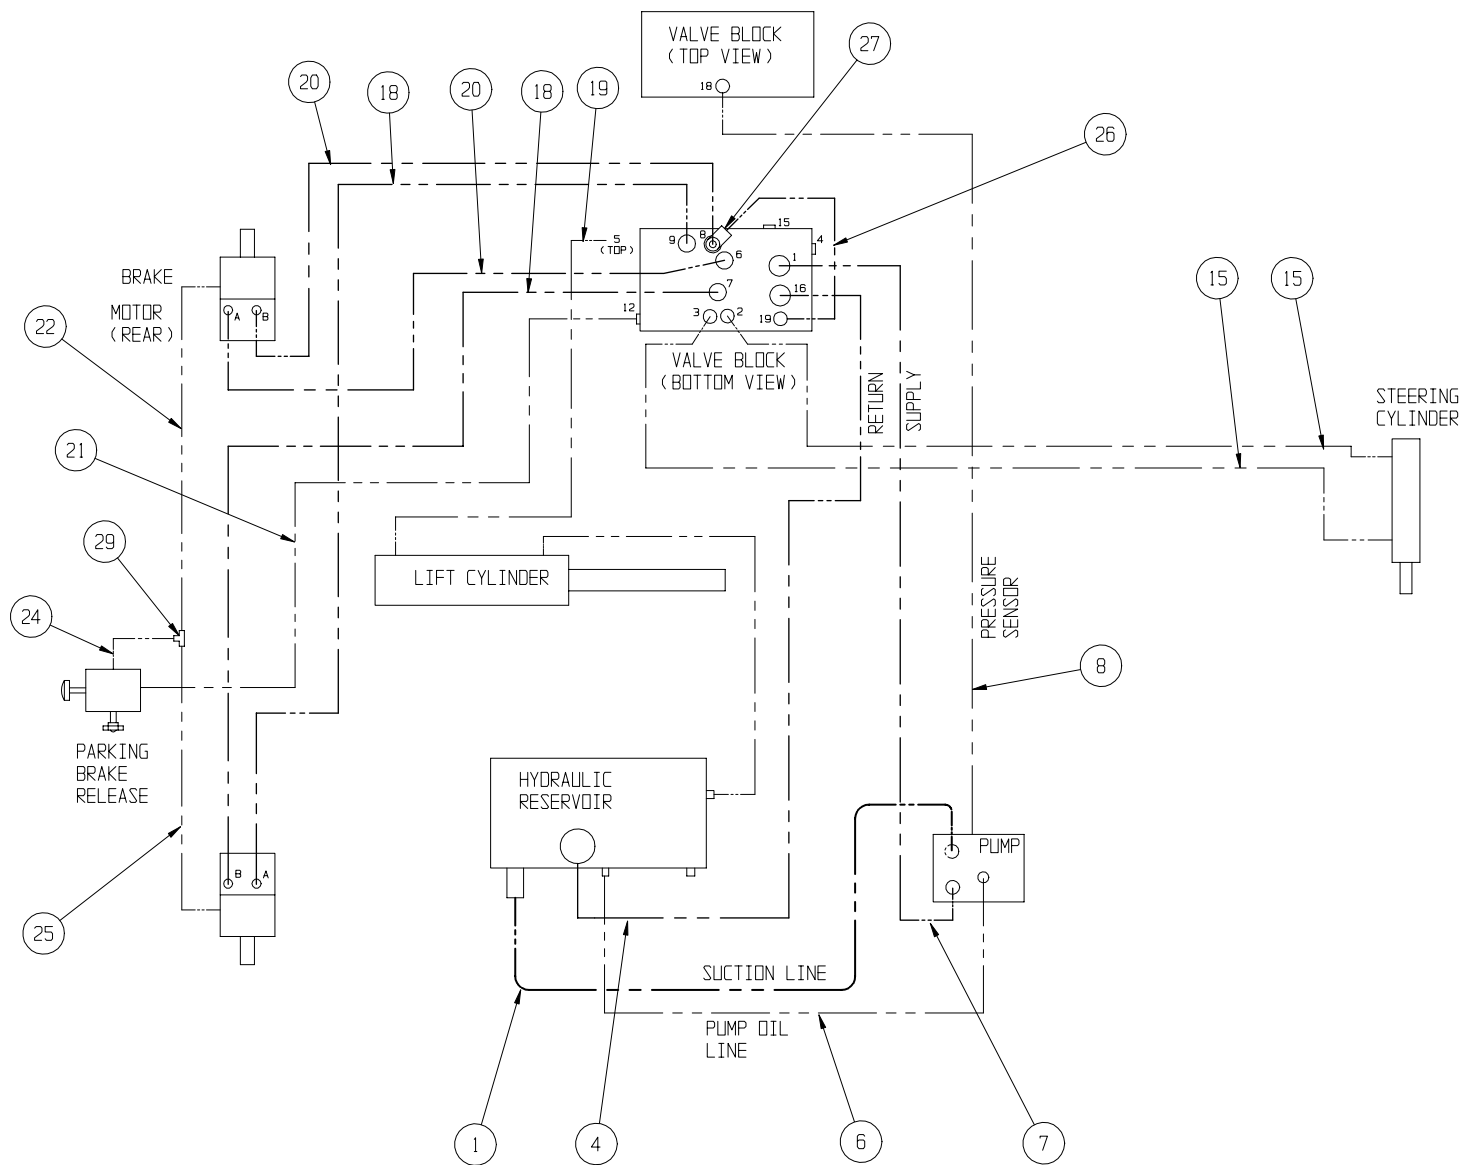 VALVE BLOCK
(TOP VIEW)
18
27
20
18
20
18
19
26
15
5
(TOP)
9
8
4
6
1
7
16
12
3
2
19
VALVE BLOCK
(BOTTOM VIEW)
BRAKE
MOTOR
(REAR)
A
B
22
RETURN
SUPPLY
15
15
STEERING
CYLINDER
21
29
24
LIFT CYLINDER
PRESSURE
SENSOR
8
PARKING
BRAKE
RELEASE
HYDRAULIC
RESERVOIR
PUMP
B
A
25
SUCTION LINE
PUMP OIL
LINE
1
4
6
7